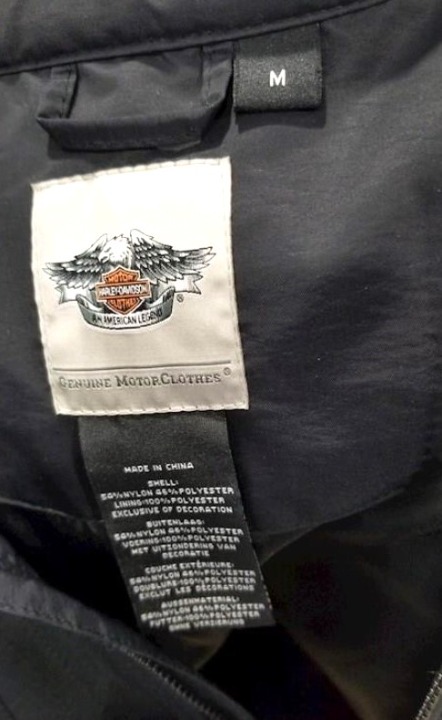 M
MOTOR
HARLEY-DAVIDSON
CLOTHES
AN AMERICAN LEGEND
®
GENUINE MOTORCLOTHES®
MADE IN CHINA
SHELL:
54%NYLON 46%POLYESTER
LINING:100%POLYESTER
EXCLUSIVE OF DECORATION
BUITENLAAG:
54%NYLON 46%POLYESTER
VOERING:100%POLYESTER
MET UITZONDERING VAN
DECORATIE
COUCHE EXTÉRIEURE:
54%NYLON 46%POLYESTER
DOUBLURE:100%POLYESTER
EXCLUT LES DÉCORATIONS
AUSSENMATERIAL:
54%NYLON 46%POLYESTER
FUTTER:100%POLYESTER
OHNE VERZIERUNG